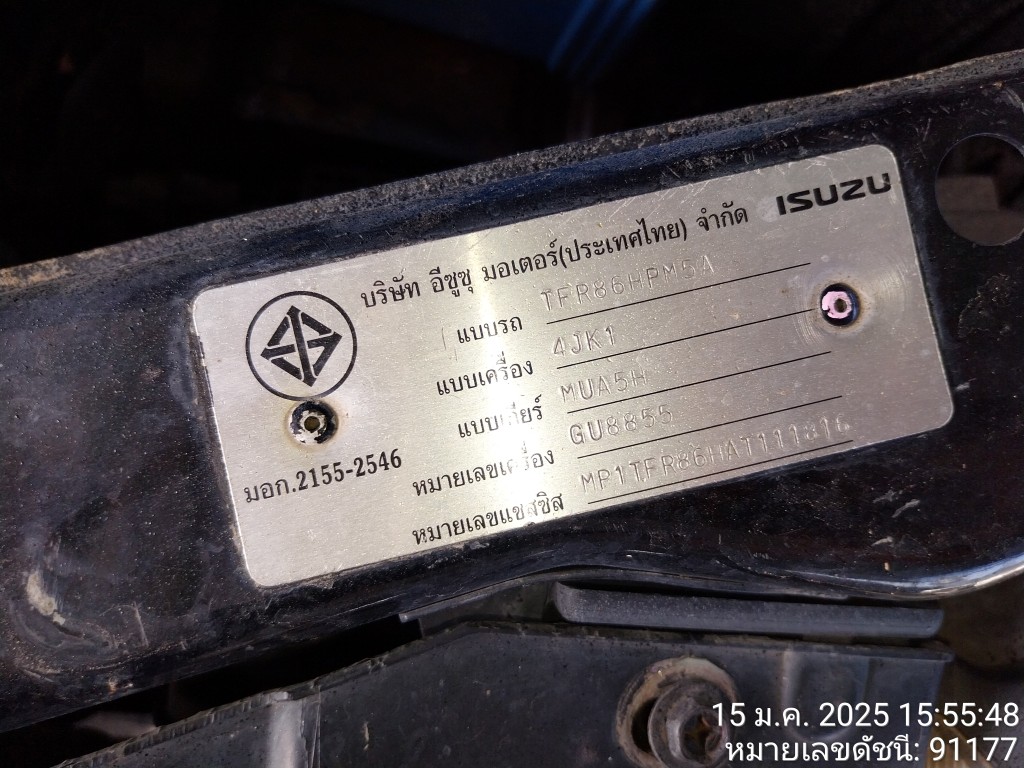 ISUZU
บริษัท อีซูซุ มอเตอร์(ประเทศไทย) จำกัด
แบบรถ TFR86HPM5A
แบบเครื่อง 4JK1
แบบเกียร์ MUA5H
หมายเลขเครื่อง GU8855
หมายเลขแชสซิส MP1TFR86HAT111816
มอก.2155-2546
15 ม.ค. 2025 15:55:48
หมายเลขดัชนี: 91177